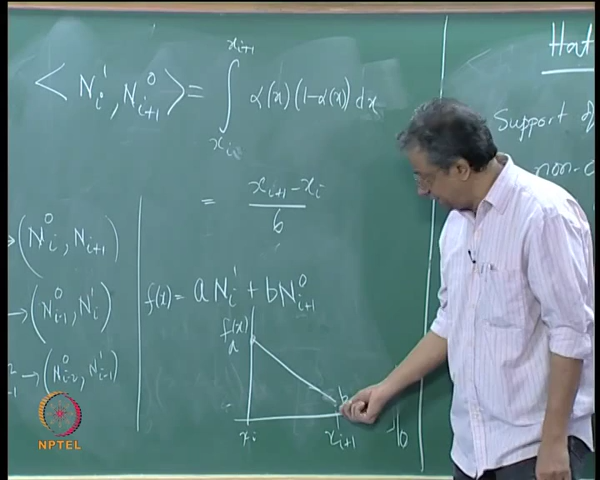 ⟨ N_i^1 , N_{i+1}^0 ⟩ = ∫_{x_i}^{x_{i+1}} α(x) (1-α(x)) dx
= (x_{i+1} - x_i) / 6
→ (N_i^0 , N_{i+1})
→ (N_{i-1}^0 , N_i^1)
→ (N_{i-2}^0 , N_{i-1}^1)
f(x) = a N_i^1 + b N_{i+1}^0
f(x)
a
b
x_i
x_{i+1}
Hat
Support of
non-
NPTEL